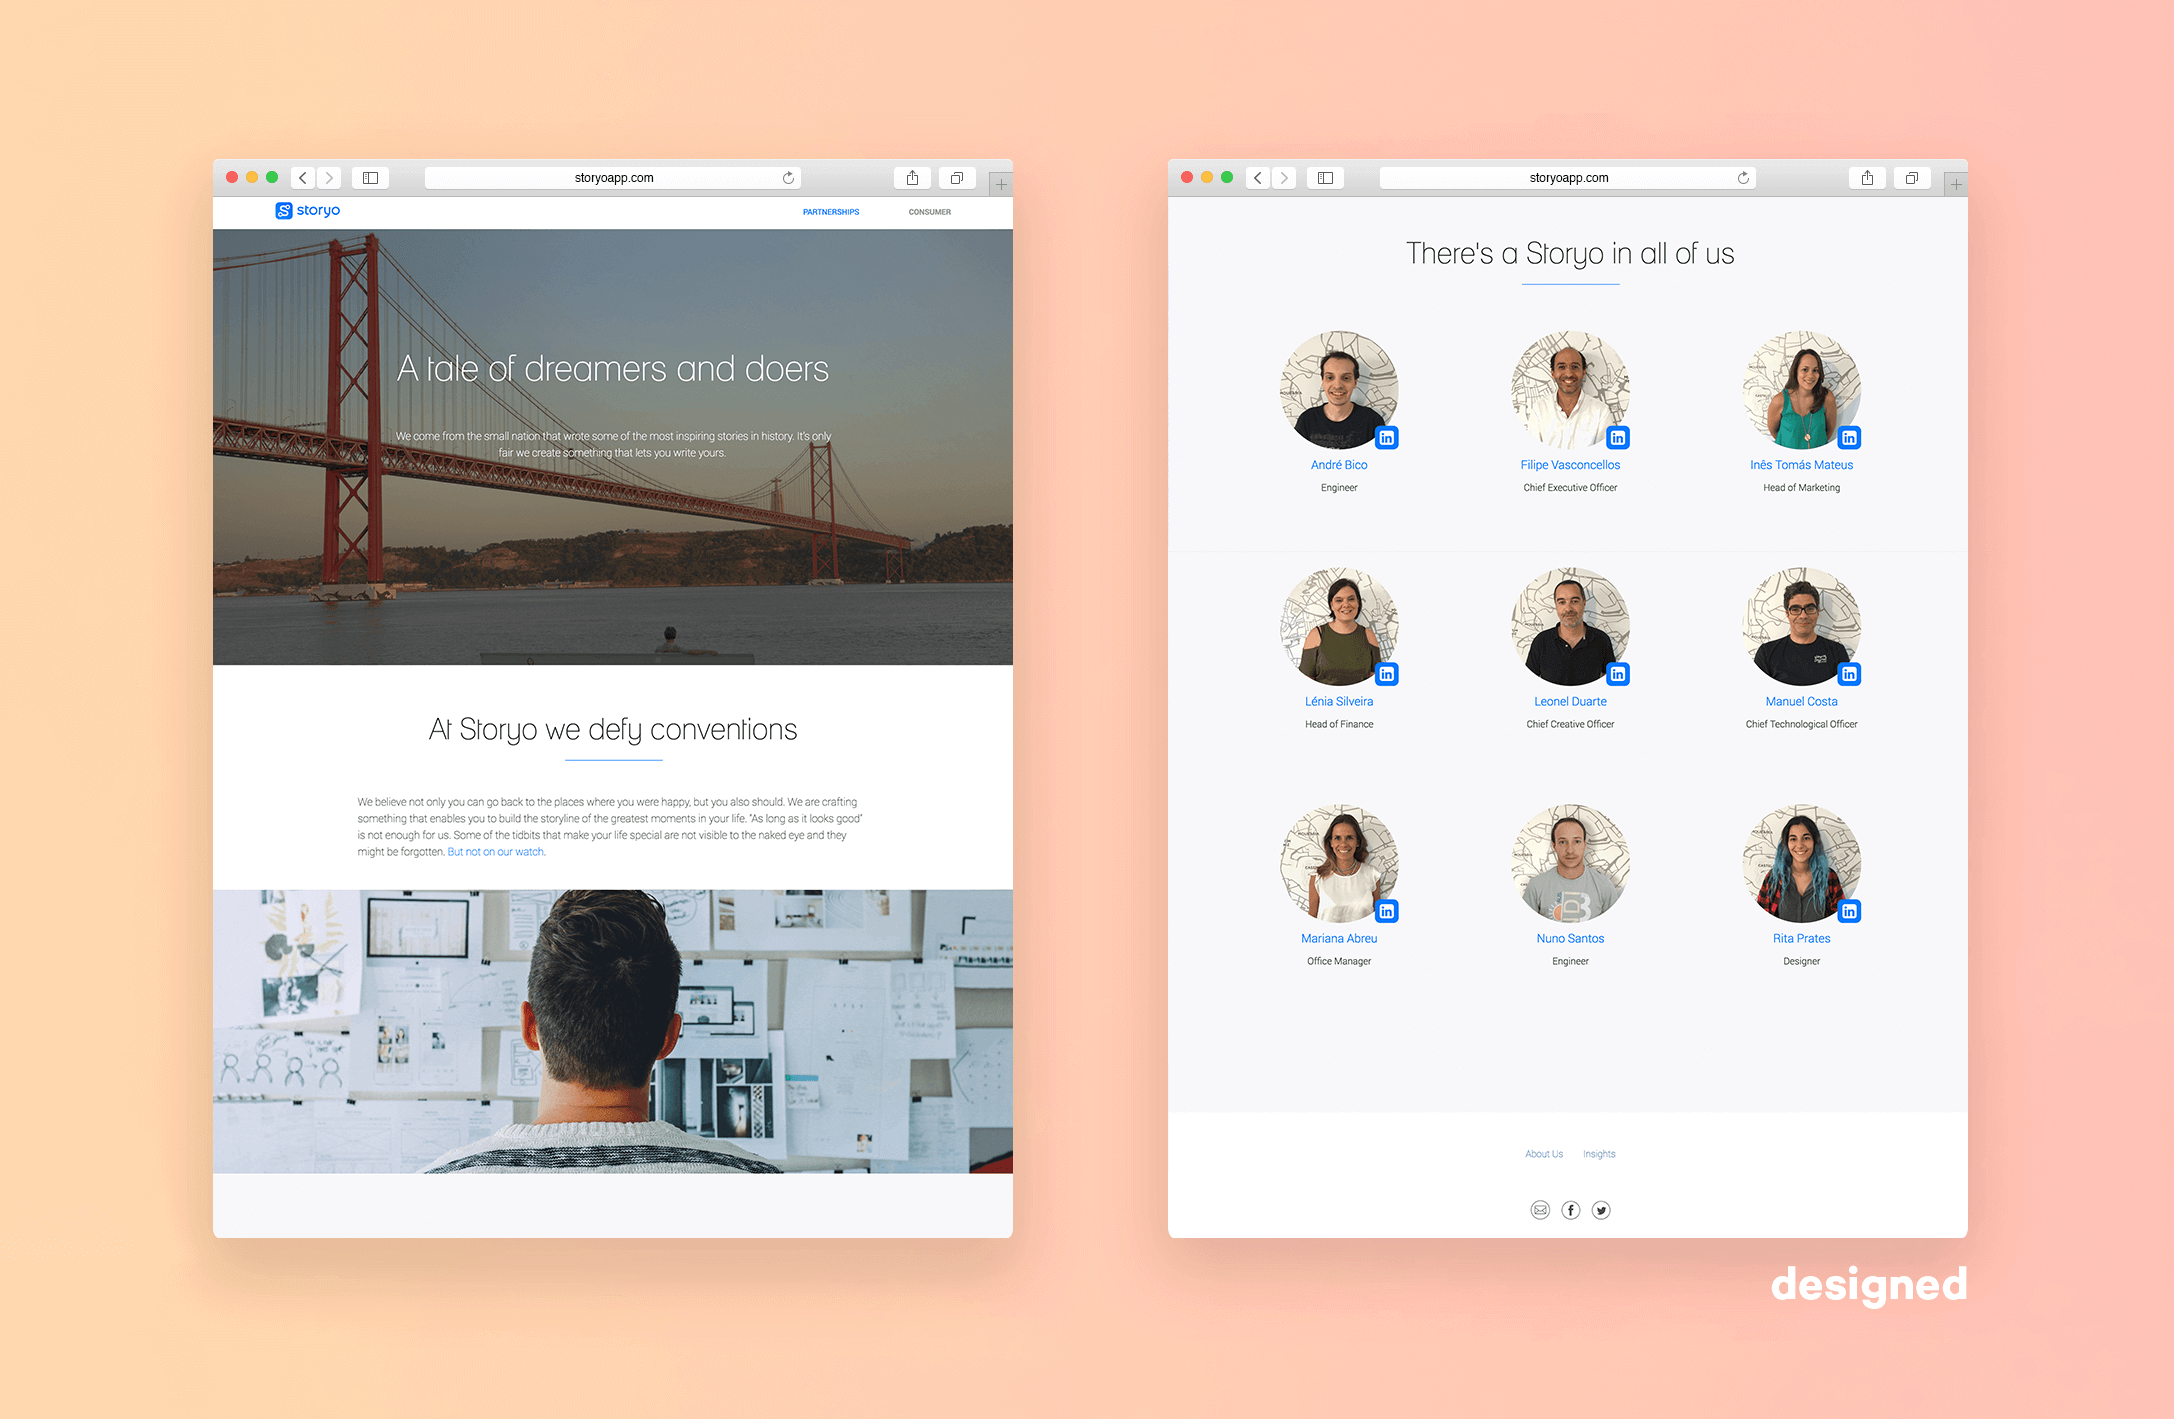 storyoapp.com
storyo
PARTNERSHIPS
CONSUMER
A tale of dreamers and doers
We come from the small nation that wrote some of the most inspiring stories in history. It's only
fair we create something that lets you write yours.
At Storyo we defy conventions
We believe not only you can go back to the places where you were happy, but you also should. We are crafting
something that enables you to build the storyline of the greatest moments in your life. "As long as it looks good"
is not enough for us. Some of the tidbits that make your life special are not visible to the naked eye and they
might be forgotten. But not on our watch.
storyoapp.com
There's a Storyo in all of us
in
in
in
André Bico
Filipe Vasconcellos
Inês Tomás Mateus
Engineer
Chief Executive Officer
Head of Marketing
in
in
in
Lénia Silveira
Leonel Duarte
Manuel Costa
Head of Finance
Chief Creative Officer
Chief Technological Officer
in
in
Mariana Abreu
Nuno Santos
Rita Prates
Office Manager
Engineer
Designer
About Us
Insights
designed